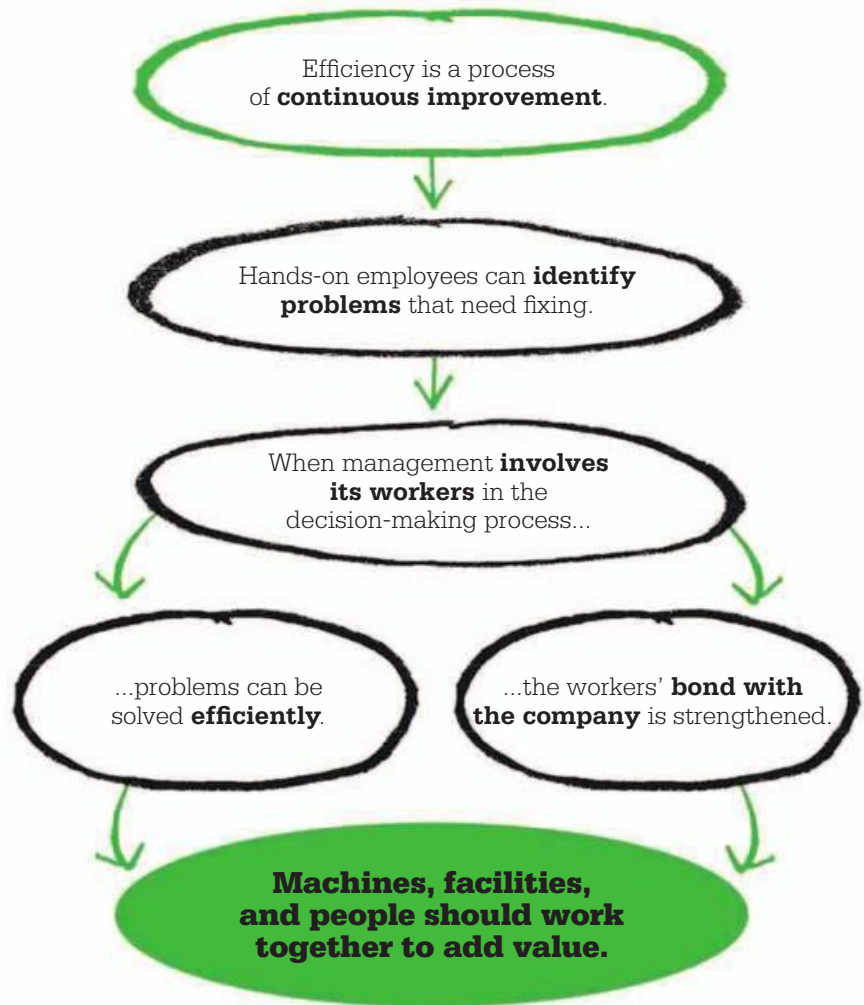 Efficiency is a process
of continuous improvement.
Hands-on employees can identify
problems that need fixing.
When management involves
its workers in the
decision-making process...
...problems can be
solved efficiently.
...the workers’ bond with
the company is strengthened.
Machines, facilities,
and people should work
together to add value.